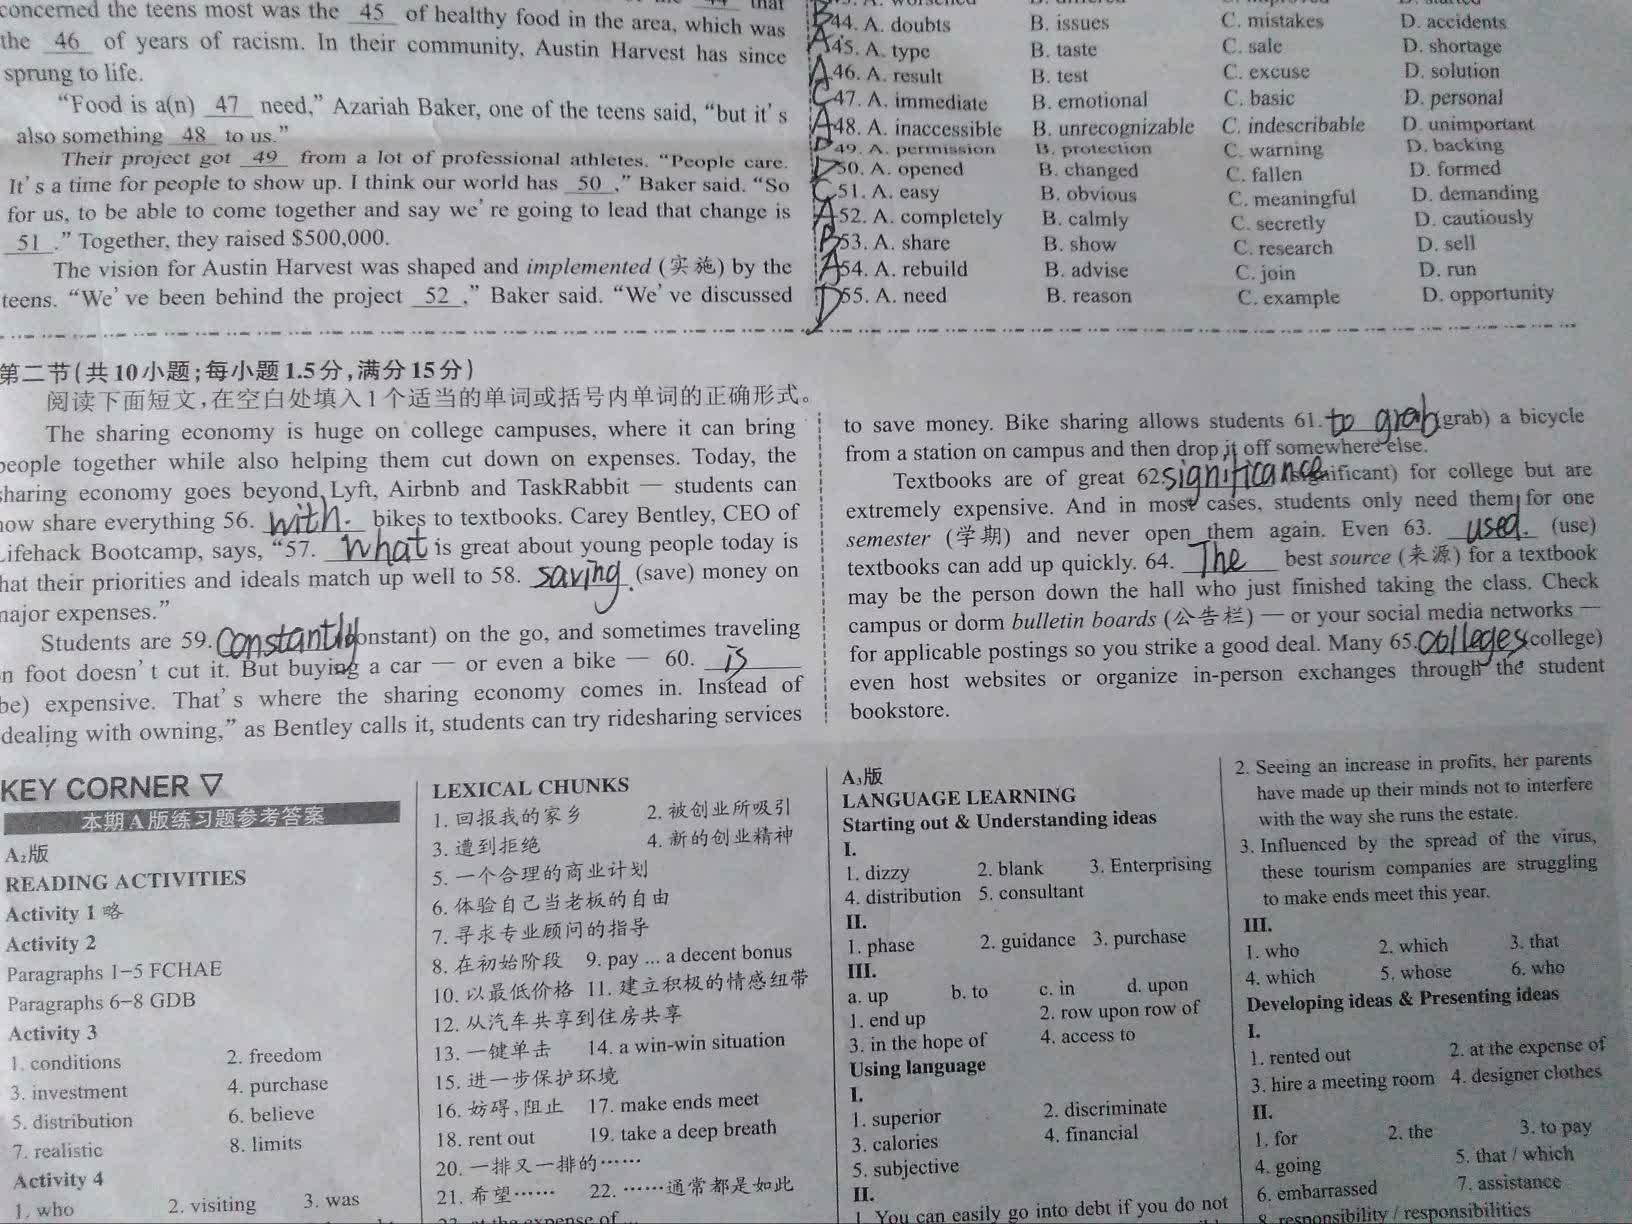 concerned the teens most was the 45 of healthy food in the area, which was
the 46 of years of racism. In their community, Austin Harvest has since
sprung to life.
“Food is a(n) 47 need,” Azariah Baker, one of the teens said, “but it's
also something 48 to us.”
Their project got 49 from a lot of professional athletes. “People care.
It's a time for people to show up. I think our world has 50,” Baker said. “So
for us, to be able to come together and say we're going to lead that change is
51.” Together, they raised $500,000.
The vision for Austin Harvest was shaped and implemented (实施) by the
teens. “We've been behind the project 52,” Baker said. “We've discussed
B 44. A. doubts B. issues C. mistakes D. accidents
A 45. A. type B. taste C. sale D. shortage
A 46. A. result B. test C. excuse D. solution
C 47. A. immediate B. emotional C. basic D. personal
A 48. A. inaccessible B. unrecognizable C. indescribable D. unimportant
D 49. A. permission B. protection C. warning D. backing
D 50. A. opened B. changed C. fallen D. formed
C 51. A. easy B. obvious C. meaningful D. demanding
A 52. A. completely B. calmly C. secretly D. cautiously
B 53. A. share B. show C. research D. sell
A 54. A. rebuild B. advise C. join D. run
D 55. A. need B. reason C. example D. opportunity
第二节(共10小题;每小题1.5分,满分15分)
阅读下面短文,在空白处填入1个适当的单词或括号内单词的正确形式。
The sharing economy is huge on college campuses, where it can bring
people together while also helping them cut down on expenses. Today, the
sharing economy goes beyond Lyft, Airbnb and TaskRabbit — students can
now share everything 56. with. bikes to textbooks. Carey Bentley, CEO of
Lifehack Bootcamp, says, “57. what is great about young people today is
that their priorities and ideals match up well to 58. saving (save) money on
major expenses.”
Students are 59. constantly (constant) on the go, and sometimes traveling
on foot doesn't cut it. But buying a car — or even a bike — 60. is
(be) expensive. That's where the sharing economy comes in. Instead of
“dealing with owning,” as Bentley calls it, students can try ridesharing services
to save money. Bike sharing allows students 61. to grab (grab) a bicycle
from a station on campus and then drop it off somewhere else.
Textbooks are of great 62. significance (significant) for college but are
extremely expensive. And in most cases, students only need them for one
semester (学期) and never open them again. Even 63. used. (use)
textbooks can add up quickly. 64. The best source (来源) for a textbook
may be the person down the hall who just finished taking the class. Check
campus or dorm bulletin boards (公告栏) — or your social media networks —
for applicable postings so you strike a good deal. Many 65. colleges (college)
even host websites or organize in-person exchanges through the student
bookstore.
KEY CORNER ▽
本期A版练习题参考答案
A₂版
READING ACTIVITIES
Activity 1 略
Activity 2
Paragraphs 1–5 FCHAE
Paragraphs 6–8 GDB
Activity 3
1. conditions 2. freedom
3. investment 4. purchase
5. distribution 6. believe
7. realistic 8. limits
Activity 4
1. who 2. visiting 3. was
LEXICAL CHUNKS
1. 回报我的家乡 2. 被创业所吸引
3. 遭到拒绝 4. 新的创业精神
5. 一个合理的商业计划
6. 体验自己当老板的自由
7. 寻求专业顾问的指导
8. 在初始阶段 9. pay ... a decent bonus
10. 以最低价格 11. 建立积极的情感纽带
12. 从汽车共享到住房共享
13. 一键单击 14. a win-win situation
15. 进一步保护环境
16. 妨碍,阻止 17. make ends meet
18. rent out 19. take a deep breath
20. 一排又一排的……
21. 希望…… 22. ……通常都是如此
23. at the expense of ...
A₃版
LANGUAGE LEARNING
Starting out & Understanding ideas
I.
1. dizzy 2. blank 3. Enterprising
4. distribution 5. consultant
II.
1. phase 2. guidance 3. purchase
III.
a. up b. to c. in d. upon
1. end up 2. row upon row of
3. in the hope of 4. access to
Using language
I.
1. superior 2. discriminate
3. calories 4. financial
5. subjective
II.
1. You can easily go into debt if you do not
2. Seeing an increase in profits, her parents
have made up their minds not to interfere
with the way she runs the estate.
3. Influenced by the spread of the virus,
these tourism companies are struggling
to make ends meet this year.
III.
1. who 2. which 3. that
4. which 5. whose 6. who
Developing ideas & Presenting ideas
I.
1. rented out 2. at the expense of
3. hire a meeting room 4. designer clothes
II.
1. for 2. the 3. to pay
4. going 5. that / which
6. embarrassed 7. assistance
8. responsibility / responsibilities